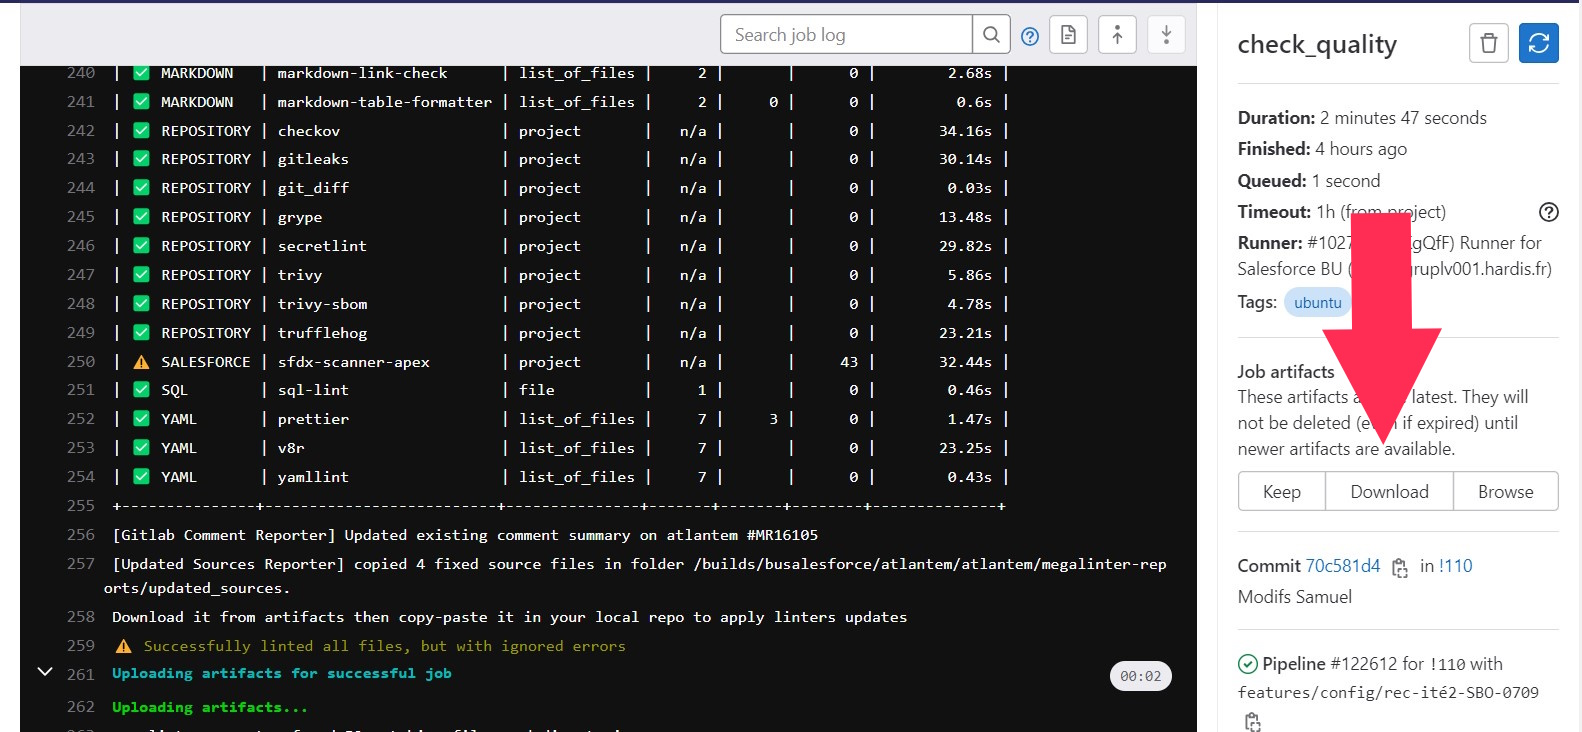 Search job log
240 | ✅ MARKDOWN | markdown-link-check | list_of_files | 2 | | 0 | 2.68s |
241 | ✅ MARKDOWN | markdown-table-formatter | list_of_files | 2 | 0 | 0 | 0.6s |
242 | ✅ REPOSITORY | checkov | project | n/a | | 0 | 34.16s |
243 | ✅ REPOSITORY | gitleaks | project | n/a | | 0 | 30.14s |
244 | ✅ REPOSITORY | git_diff | project | n/a | | 0 | 0.03s |
245 | ✅ REPOSITORY | grype | project | n/a | | 0 | 13.48s |
246 | ✅ REPOSITORY | secretlint | project | n/a | | 0 | 29.82s |
247 | ✅ REPOSITORY | trivy | project | n/a | | 0 | 5.86s |
248 | ✅ REPOSITORY | trivy-sbom | project | n/a | | 0 | 4.78s |
249 | ✅ REPOSITORY | trufflehog | project | n/a | | 0 | 23.21s |
250 | ⚠ SALESFORCE | sfdx-scanner-apex | project | n/a | | 43 | 32.44s |
251 | ✅ SQL | sql-lint | file | 1 | | 0 | 0.46s |
252 | ✅ YAML | prettier | list_of_files | 7 | 3 | 0 | 1.47s |
253 | ✅ YAML | v8r | list_of_files | 7 | | 0 | 23.25s |
254 | ✅ YAML | yamllint | list_of_files | 7 | | 0 | 0.43s |
255 +--------------+--------------------------+---------------+-------+-------+--------+--------------+
256 [Gitlab Comment Reporter] Updated existing comment summary on atlantem #MR16105
257 [Updated Sources Reporter] copied 4 fixed source files in folder /builds/busalesforce/atlantem/atlantem/megalinter-rep
orts/updated_sources.
258 Download it from artifacts then copy-paste it in your local repo to apply linters updates
259 ⚠ Successfully linted all files, but with ignored errors
261 Uploading artifacts for successful job 00:02
262 Uploading artifacts...
check_quality
Duration: 2 minutes 47 seconds
Finished: 4 hours ago
Queued: 1 second
Timeout: 1h (from project)
Runner: #1027 gQfF) Runner for
Salesforce BU ( ruplv001.hardis.fr)
Tags: ubuntu
Job artifacts
These artifacts a latest. They will
not be deleted (even if expired) until
newer artifacts are available.
Keep Download Browse
Commit 70c581d4 in !110
Modifs Samuel
Pipeline #122612 for !110 with
features/config/rec-ité2-SBO-0709